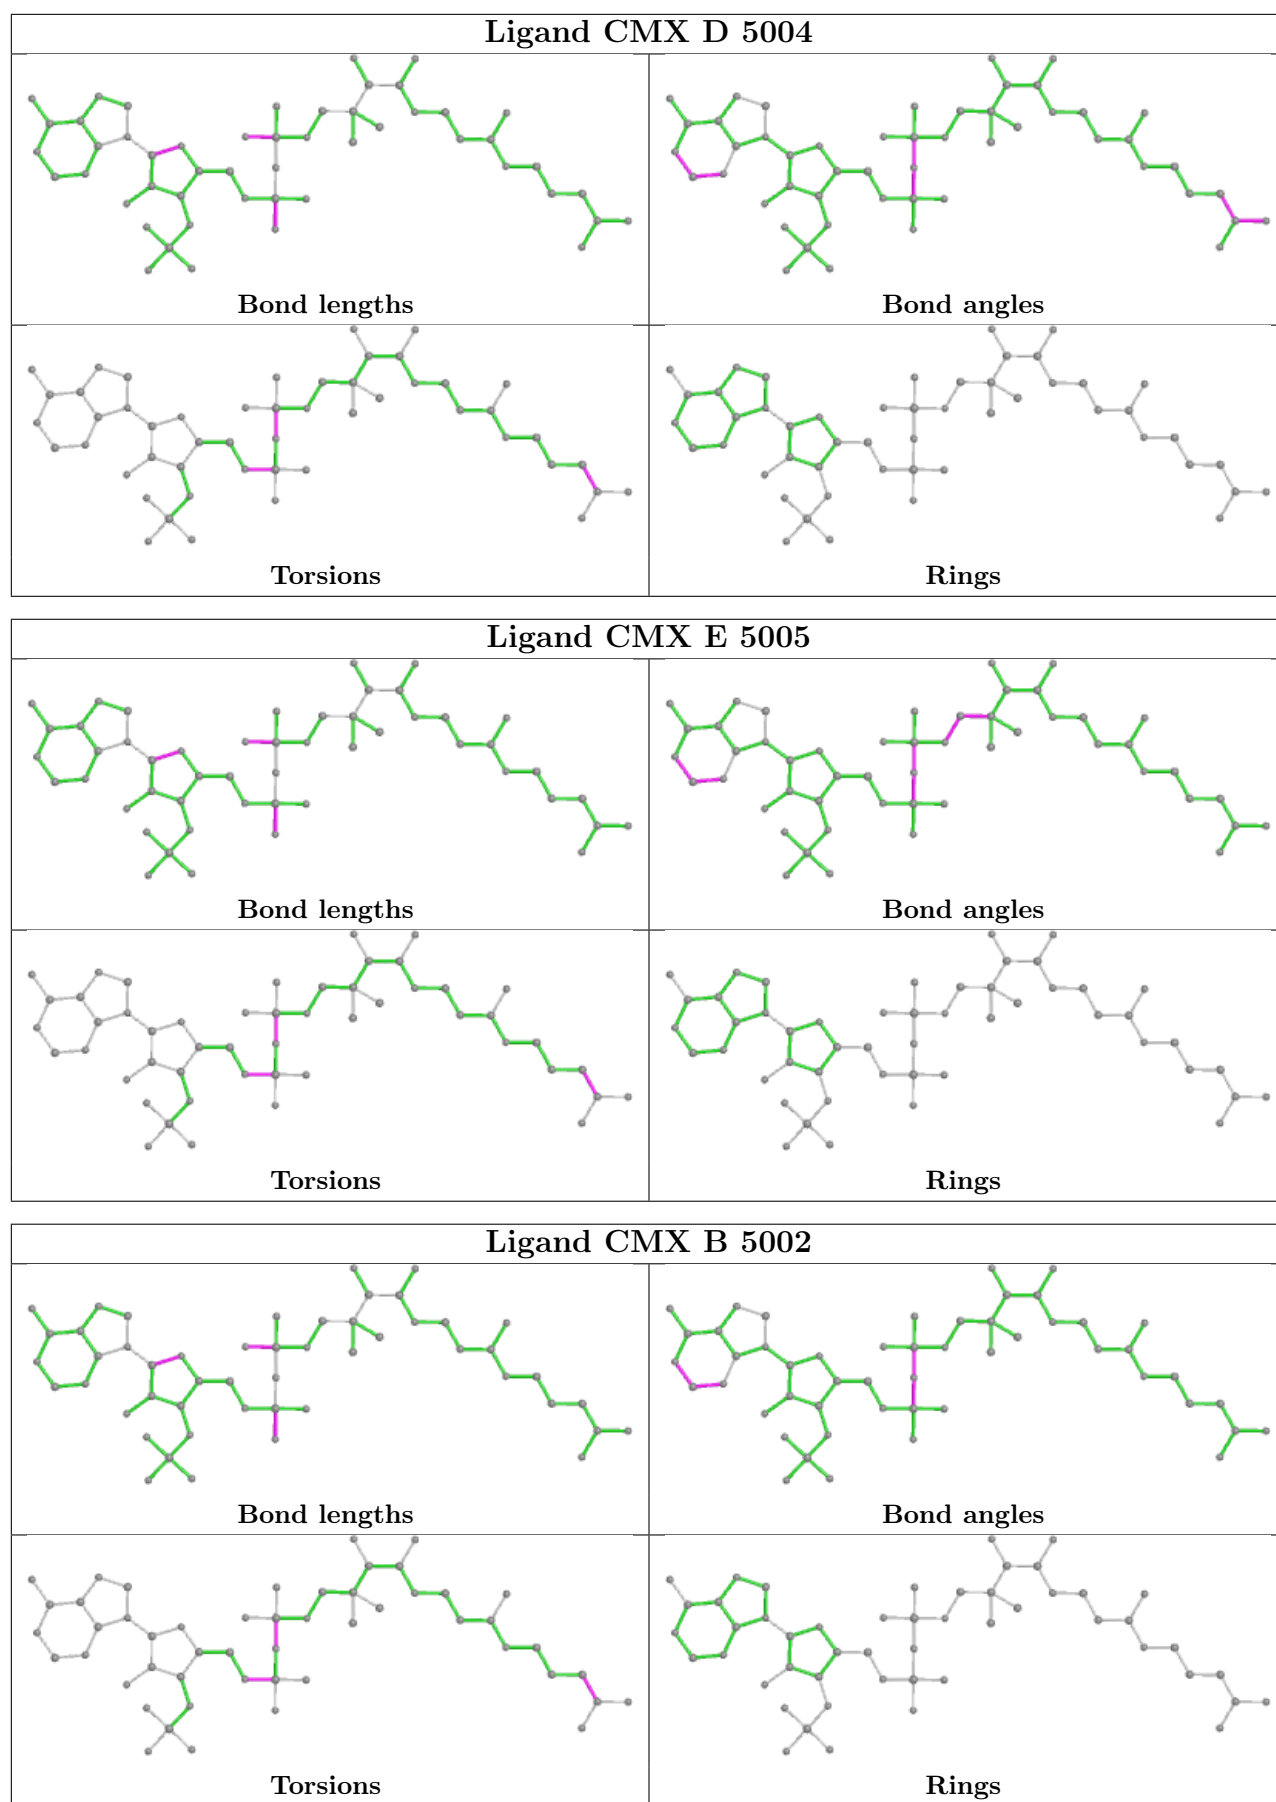 Ligand CMX D 5004
Bond lengths
Bond angles
Torsions
Rings
Ligand CMX E 5005
Bond lengths
Bond angles
Torsions
Rings
Ligand CMX B 5002
Bond lengths
Bond angles
Torsions
Rings